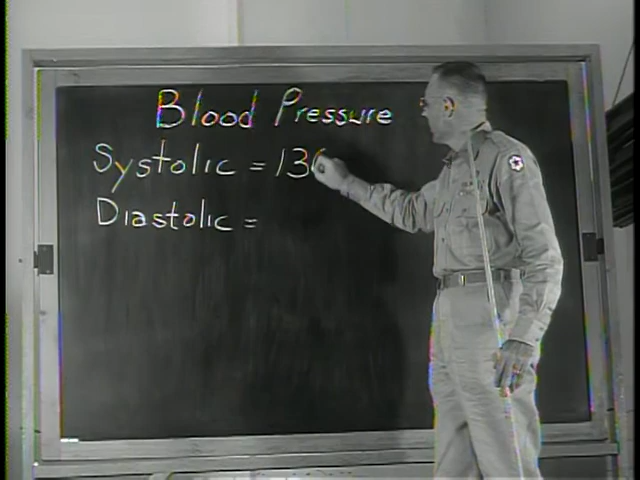 Blood Pressure
Systolic = 13
Diastolic =